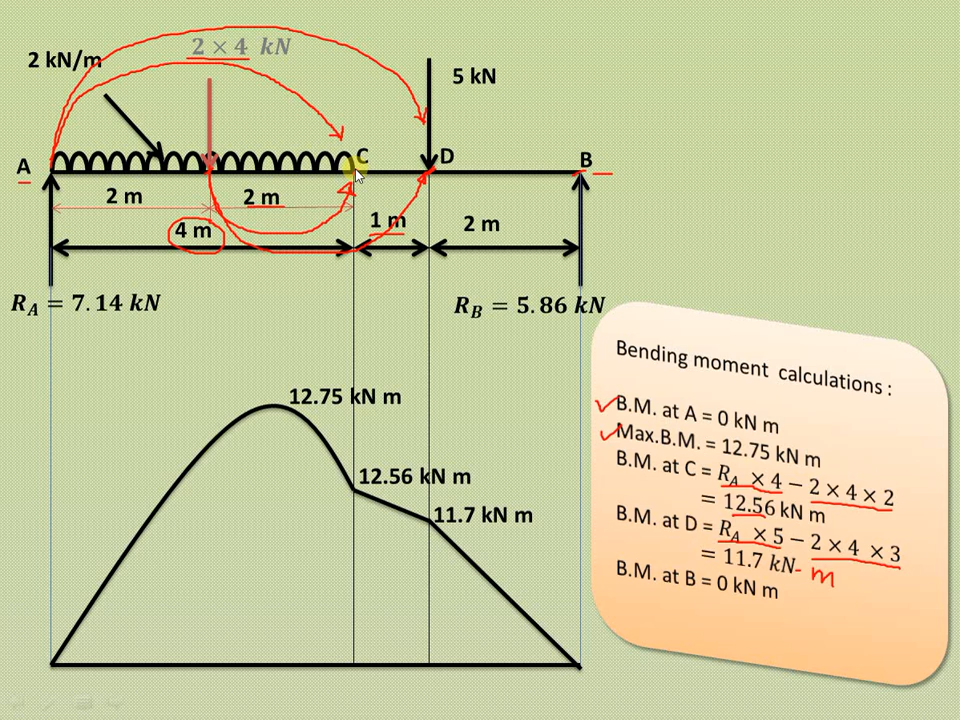 2 × 4 kN
2 kN/m
5 kN
A
C
D
B
2 m
2 m
4 m
1 m
2 m
R_A = 7.14 kN
R_B = 5.86 kN
12.75 kN m
12.56 kN m
11.7 kN m
Bending moment calculations :
B.M. at A = 0 kN m
Max.B.M. = 12.75 kN m
B.M. at C = R_A × 4 − 2 × 4 × 2
= 12.56 kN m
B.M. at D = R_A × 5 − 2 × 4 × 3
= 11.7 kN- m
B.M. at B = 0 kN m